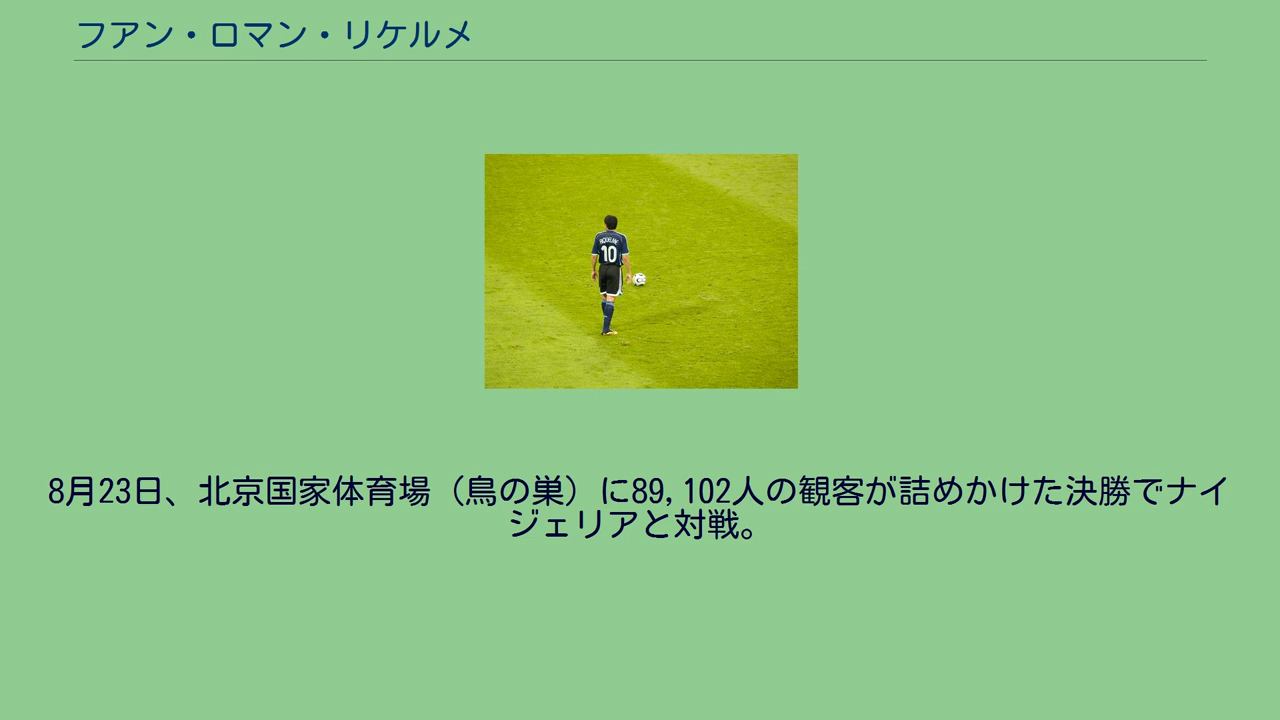 フアン・ロマン・リケルメ
10
8月23日、北京国家体育場（鳥の巣）に89,102人の観客が詰めかけた決勝でナイ
ジェリアと対戦。